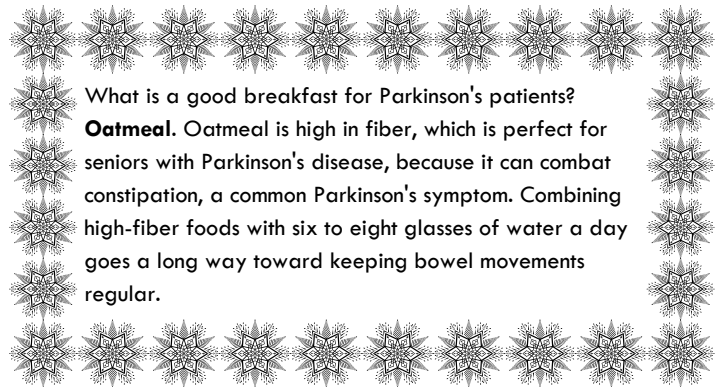 What is a good breakfast for Parkinson's patients?
Oatmeal. Oatmeal is high in fiber, which is perfect for
seniors with Parkinson's disease, because it can combat
constipation, a common Parkinson's symptom. Combining
high-fiber foods with six to eight glasses of water a day
goes a long way toward keeping bowel movements
regular.